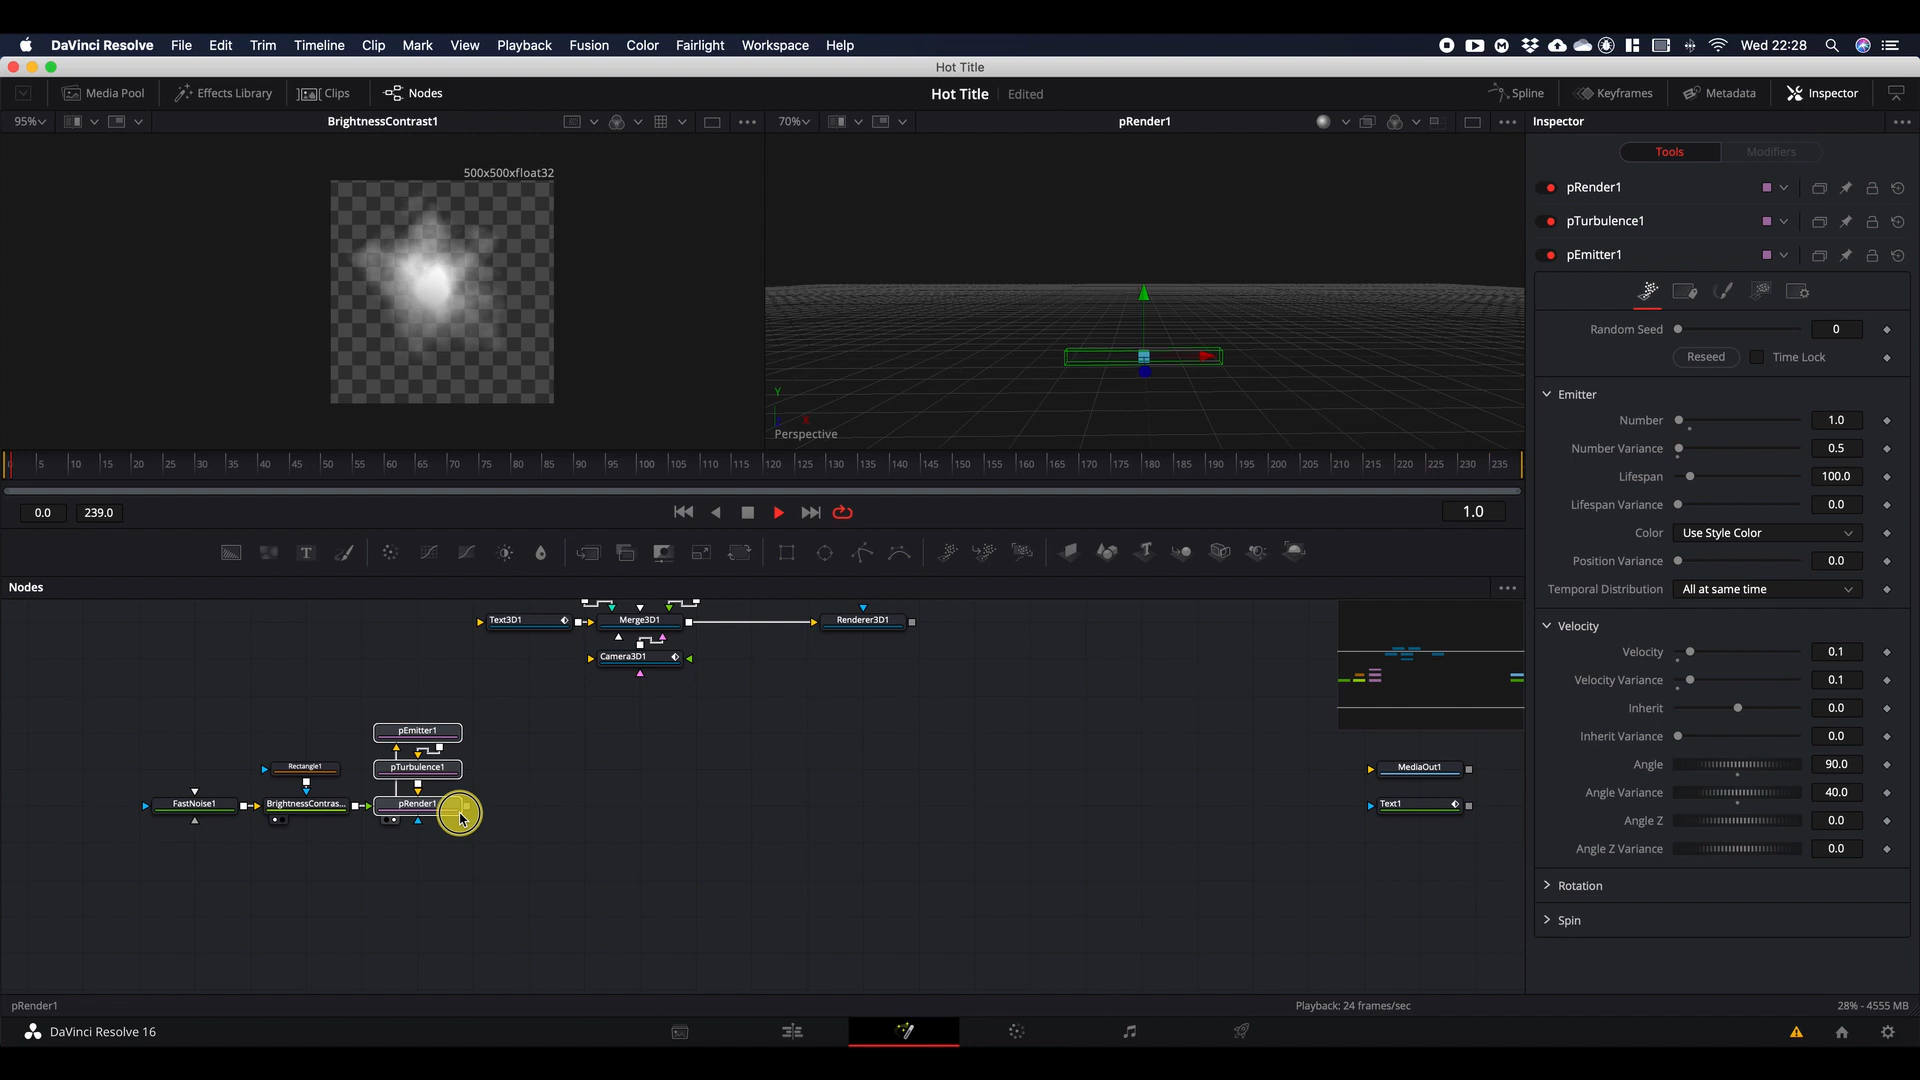 DaVinci Resolve File Edit Trim Timeline Clip Mark View Playback Fusion Color Fairlight Workspace Help Wed 22:28
Hot Title
Media Pool Effects Library Clips Nodes Hot Title Edited Spline Keyframes Metadata Inspector
95% BrightnessContrast1 70% pRender1 Inspector
Tools Modifiers
500x500xfloat32
pRender1
pTurbulence1
pEmitter1
Random Seed 0
Reseed Time Lock
Emitter
Number 1.0
Number Variance 0.5
Lifespan 100.0
Lifespan Variance 0.0
Color Use Style Color
Position Variance 0.0
Temporal Distribution All at same time
Velocity
Velocity 0.1
Velocity Variance 0.1
Inherit 0.0
Inherit Variance 0.0
Angle 90.0
Angle Variance 40.0
Angle Z 0.0
Angle Z Variance 0.0
Rotation
Spin
Y
X
Perspective
0 5 10 15 20 25 30 35 40 45 50 55 60 65 70 75 80 85 90 95 100 105 110 115 120 125 130 135 140 145 150 155 160 165 170 175 180 185 190 195 200 205 210 215 220 225 230 235
0.0 239.0 1.0
T T
Nodes
Text3D1 Merge3D1 Renderer3D1
Camera3D1
pEmitter1
Rectangle1 pTurbulence1 MediaOut1
FastNoise1 BrightnessContras... pRender1 Text1
pRender1 Playback: 24 frames/sec 28% - 4555 MB
DaVinci Resolve 16